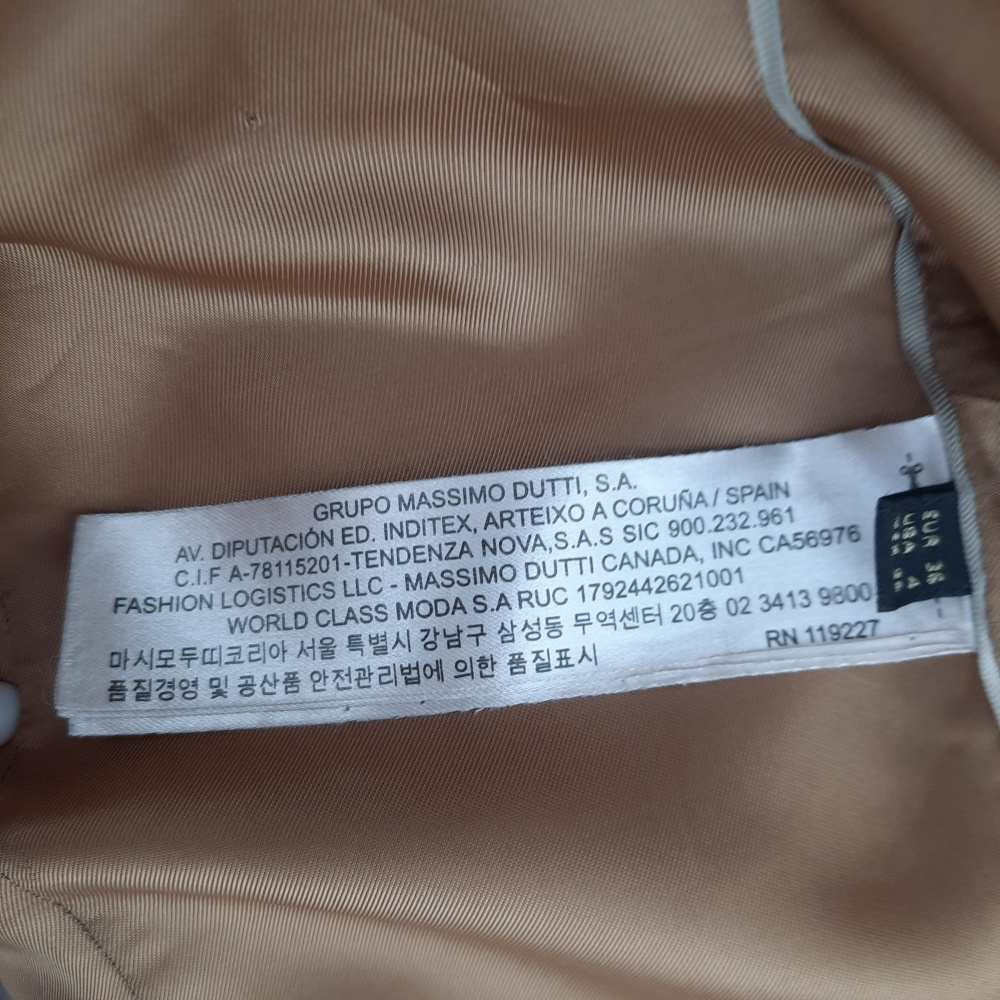 GRUPO MASSIMO DUTTI, S.A.
AV. DIPUTACIÓN ED. INDITEX, ARTEIXO A CORUÑA / SPAIN
C.I.F A-78115201-TENDENZA NOVA,S.A.S SIC 900.232.961
FASHION LOGISTICS LLC - MASSIMO DUTTI CANADA, INC CA56976
WORLD CLASS MODA S.A RUC 1792442621001
마시모두띠코리아 서울 특별시 강남구 삼성등 무역센터 20층 02 3413 9800
품질경영 및 공산품 안전관리법에 의한 품질표시
RN 119227
EUR 36
USA 4